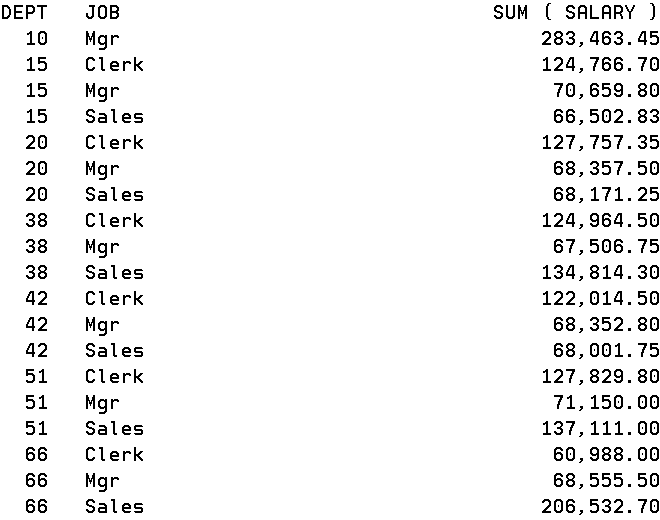 DEPT JOB SUM ( SALARY )
10 Mgr 283,463.45
15 Clerk 124,766.70
15 Mgr 70,659.80
15 Sales 66,502.83
20 Clerk 127,757.35
20 Mgr 68,357.50
20 Sales 68,171.25
38 Clerk 124,964.50
38 Mgr 67,506.75
38 Sales 134,814.30
42 Clerk 122,014.50
42 Mgr 68,352.80
42 Sales 68,001.75
51 Clerk 127,829.80
51 Mgr 71,150.00
51 Sales 137,111.00
66 Clerk 60,988.00
66 Mgr 68,555.50
66 Sales 206,532.70